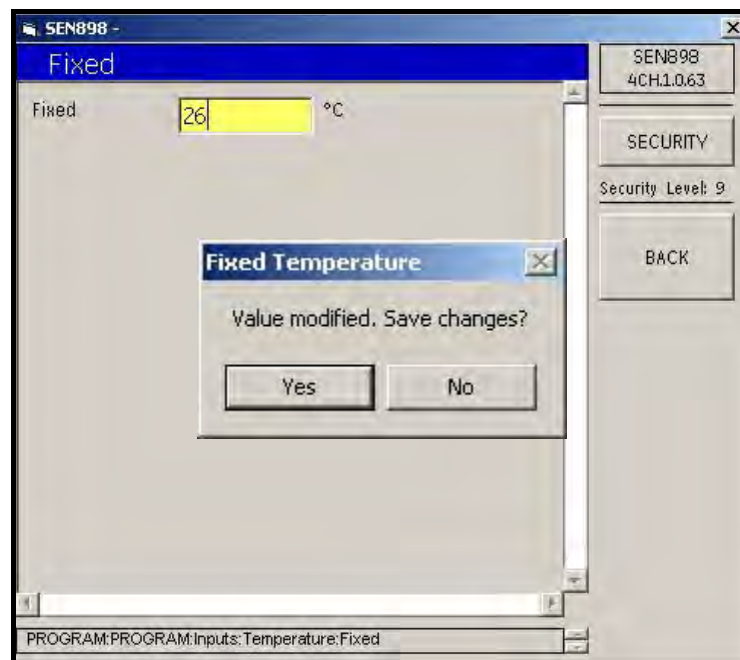 SEN898 -
Fixed
SEN898
4CH.1.0.63
Fixed 26 °C
SECURITY
Security Level: 9
BACK
Fixed Temperature
Value modified. Save changes?
Yes No
PROGRAM:PROGRAM:Inputs:Temperature:Fixed